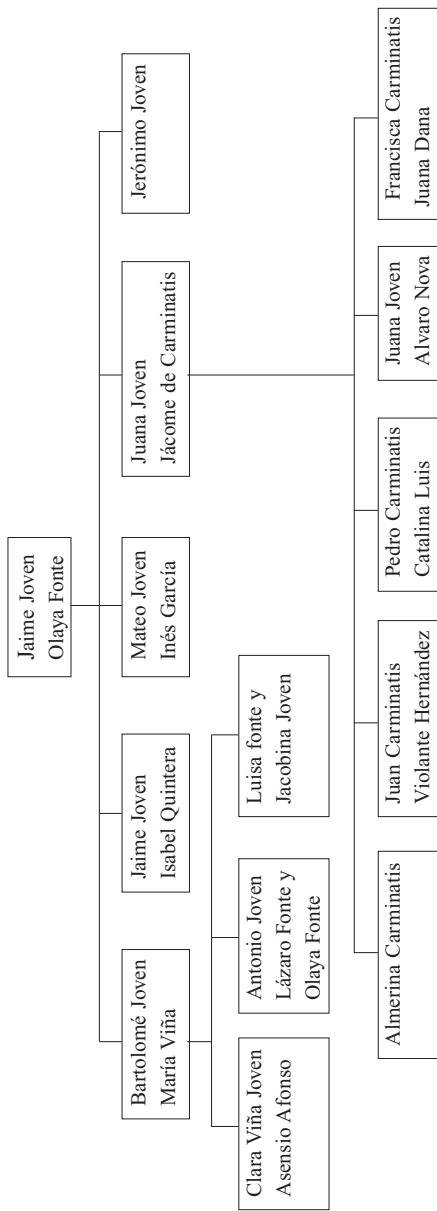 Jaime Joven
Olaya Fonte
Bartolomé Joven
María Viña
Jaime Joven
Isabel Quintera
Mateo Joven
Inés García
Juana Joven
Jácome de Carminatis
Jerónimo Joven
Clara Viña Joven
Asensio Afonso
Antonio Joven
Lázaro Fonte y
Olaya Fonte
Luisa fonte y
Jacobina Joven
Almerina Carminatis
Juan Carminatis
Violante Hernández
Pedro Carminatis
Catalina Luis
Juana Joven
Alvaro Nova
Francisca Carminatis
Juana Dana